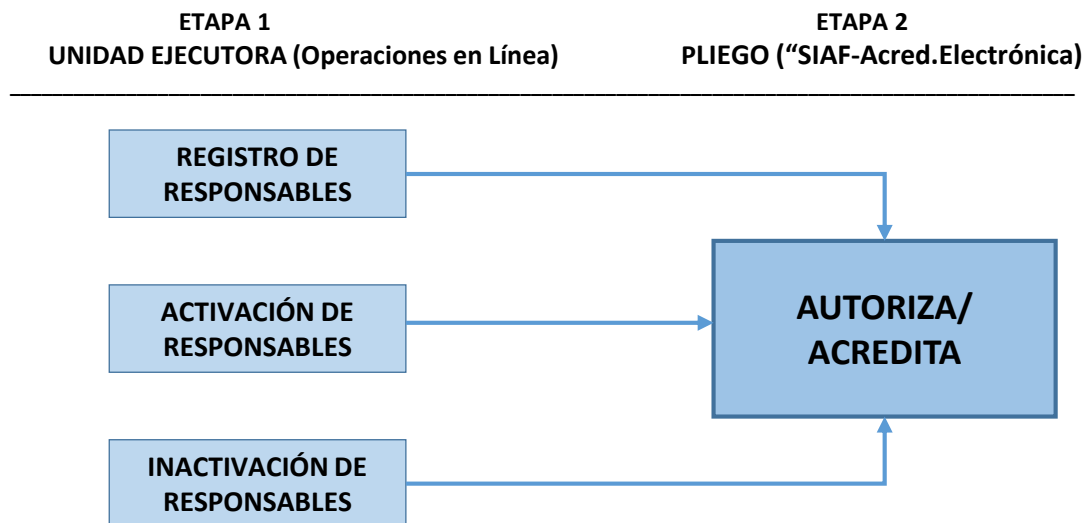 ETAPA 1
UNIDAD EJECUTORA (Operaciones en Línea)
ETAPA 2
PLIEGO (“SIAF-Acred.Electrónica)
REGISTRO DE
RESPONSABLES
ACTIVACIÓN DE
RESPONSABLES
INACTIVACIÓN DE
RESPONSABLES
AUTORIZA/
ACREDITA